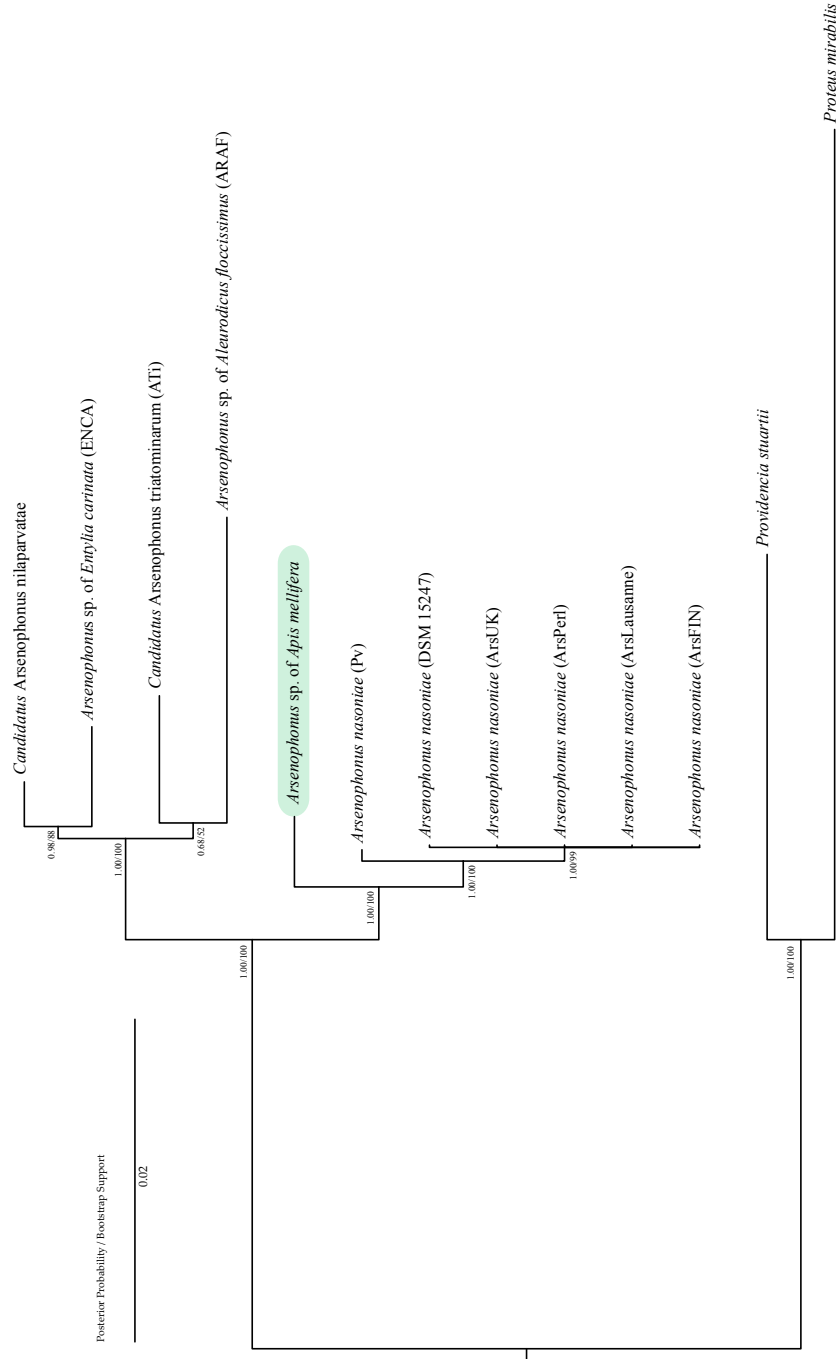 Candidatus Arsenophonus nilaparvatae
0.98/88
Arsenophonus sp. of Entylia carinata (ENCA)
1.00/100
Candidatus Arsenophonus triatominarum (ATi)
0.68/52
Arsenophonus sp. of Aleurodicus floccissimus (ARAF)
1.00/100
Arsenophonus sp. of Apis mellifera
1.00/100
Arsenophonus nasoniae (Pv)
1.00/100
Arsenophonus nasoniae (DSM 15247)
Arsenophonus nasoniae (ArsUK)
Arsenophonus nasoniae (ArsPerl)
1.00/99
Arsenophonus nasoniae (ArsLausanne)
Arsenophonus nasoniae (ArsFIN)
Providencia stuartii
1.00/100
Proteus mirabilis
Posterior Probability / Bootstrap Support
0.02